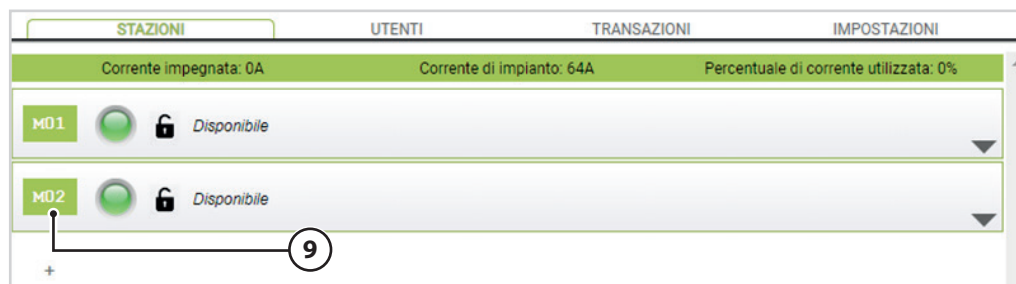 STAZIONI UTENTI TRANSAZIONI IMPOSTAZIONI
Corrente impegnata: 0A Corrente di impianto: 64A Percentuale di corrente utilizzata: 0%
M01 Disponibile
M02 Disponibile
9
+